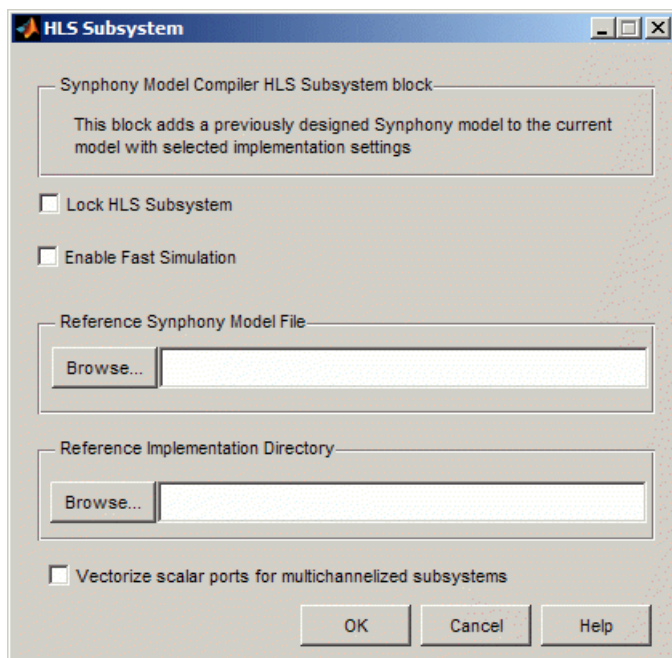 HLS Subsystem
Synphony Model Compiler HLS Subsystem block
This block adds a previously designed Synphony model to the current
model with selected implementation settings
Lock HLS Subsystem
Enable Fast Simulation
Reference Synphony Model File
Browse...
Reference Implementation Directory
Browse...
Vectorize scalar ports for multichannelized subsystems
OK Cancel Help